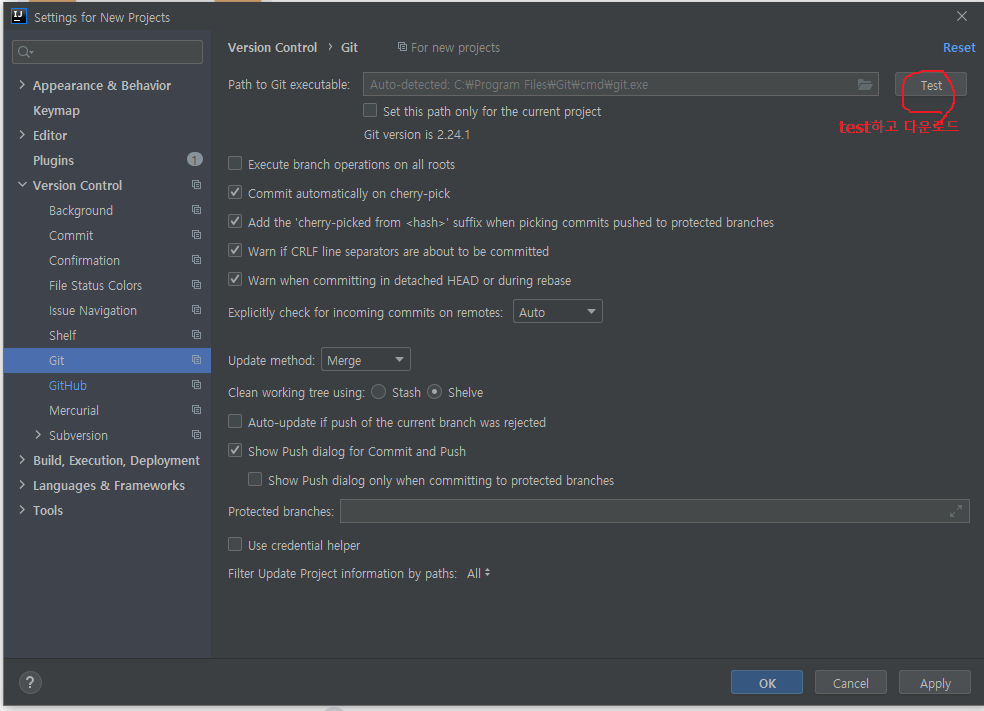 IJ Settings for New Projects
Version Control › Git For new projects
Reset
Path to Git executable: Auto-detected: C:₩Program Files₩Git₩cmd₩git.exe Test
test하고 다운로드
Set this path only for the current project
Git version is 2.24.1
Appearance & Behavior
Keymap
Editor
Plugins 1
Version Control
Background
Commit
Confirmation
File Status Colors
Issue Navigation
Shelf
Git
GitHub
Mercurial
Subversion
Build, Execution, Deployment
Languages & Frameworks
Tools
Execute branch operations on all roots
Commit automatically on cherry-pick
Add the 'cherry-picked from <hash>' suffix when picking commits pushed to protected branches
Warn if CRLF line separators are about to be committed
Warn when committing in detached HEAD or during rebase
Explicitly check for incoming commits on remotes: Auto
Update method: Merge
Clean working tree using: Stash Shelve
Auto-update if push of the current branch was rejected
Show Push dialog for Commit and Push
Show Push dialog only when committing to protected branches
Protected branches:
Use credential helper
Filter Update Project information by paths: All
?
OK Cancel Apply